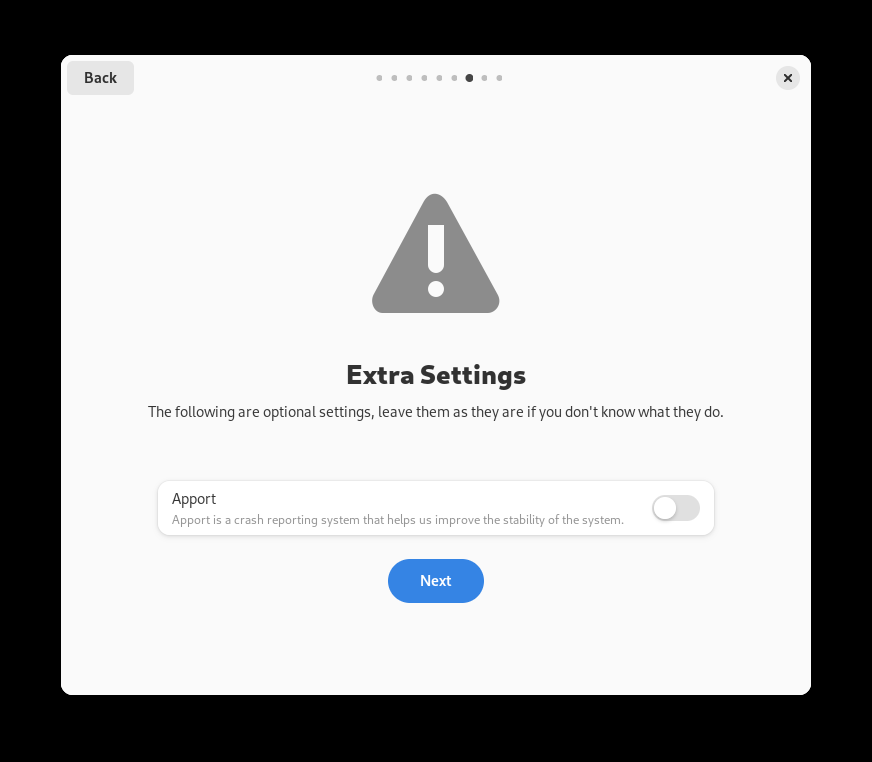 Back
Extra Settings
The following are optional settings, leave them as they are if you don't know what they do.
Apport
Apport is a crash reporting system that helps us improve the stability of the system.
Next